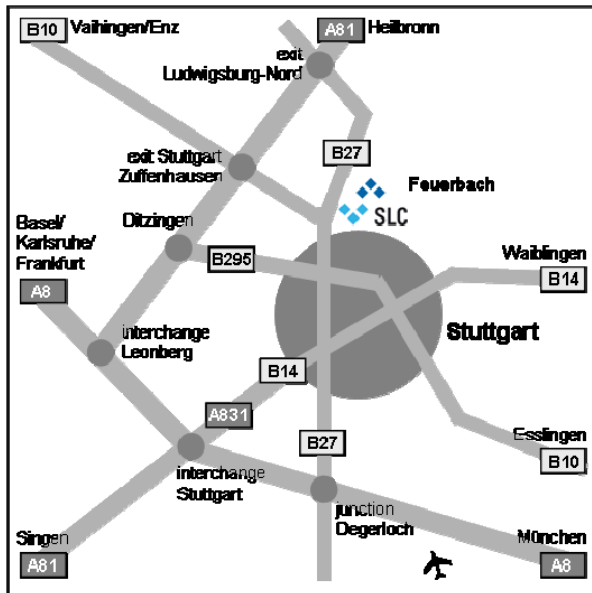 B10 Vaihingen/Enz
A81 Heilbronn
exit
Ludwigsburg-Nord
B27
exit Stuttgart
Zuffenhausen
Feuerbach
SLC
Basel/
Karlsruhe/
Frankfurt
Ditzingen
A8
B295
Waiblingen
B14
Stuttgart
interchange
Leonberg
B14
A831
B27
Esslingen
B10
interchange
Stuttgart
junction
Degerloch
Singen
A81
München
A8